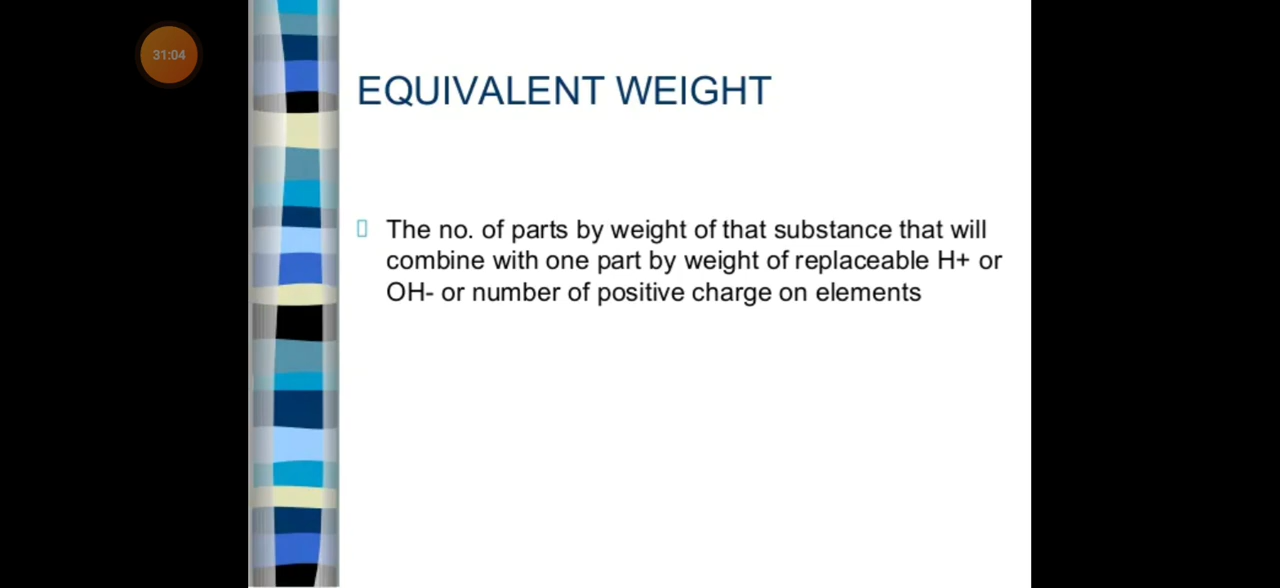 31:04
EQUIVALENT WEIGHT
The no. of parts by weight of that substance that will
combine with one part by weight of replaceable H+ or
OH- or number of positive charge on elements